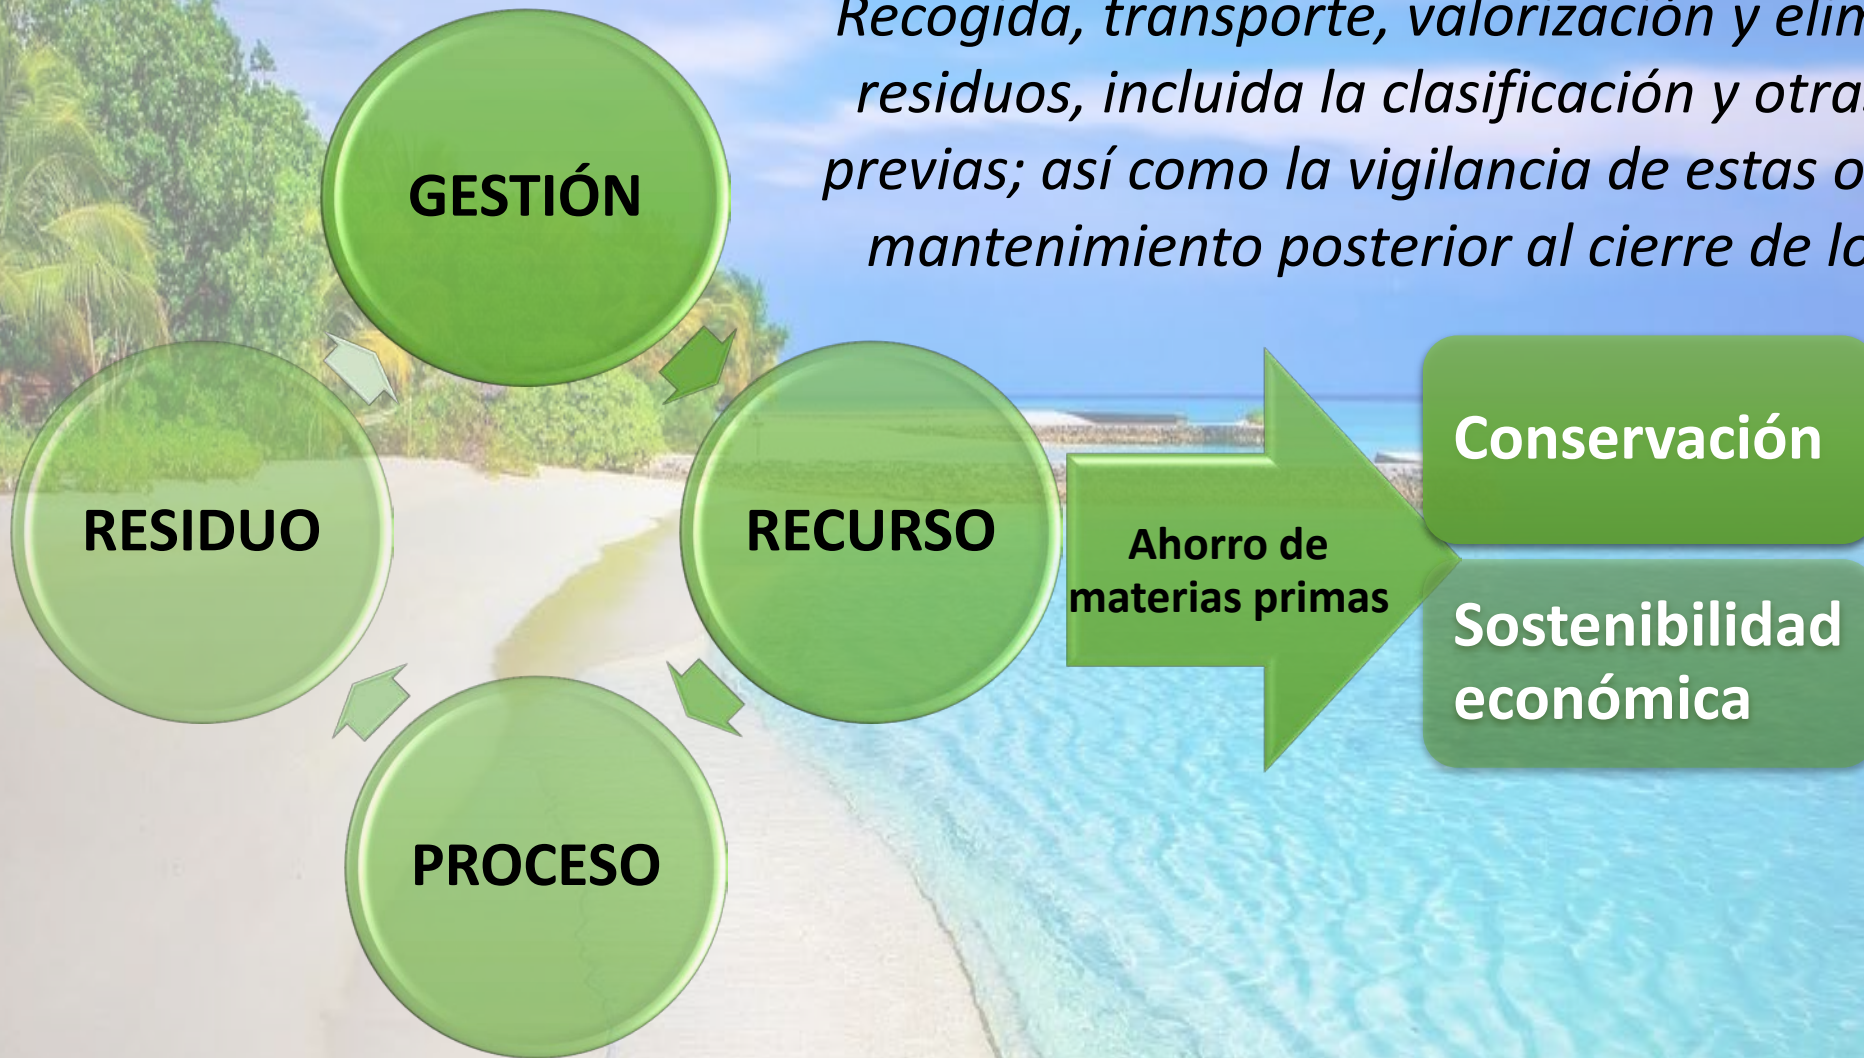 Recogida, transporte, valorización y elim
residuos, incluida la clasificación y otra
previas; así como la vigilancia de estas o
mantenimiento posterior al cierre de lo
GESTIÓN
RESIDUO
RECURSO
PROCESO
Ahorro de
materias primas
Conservación
Sostenibilidad
económica